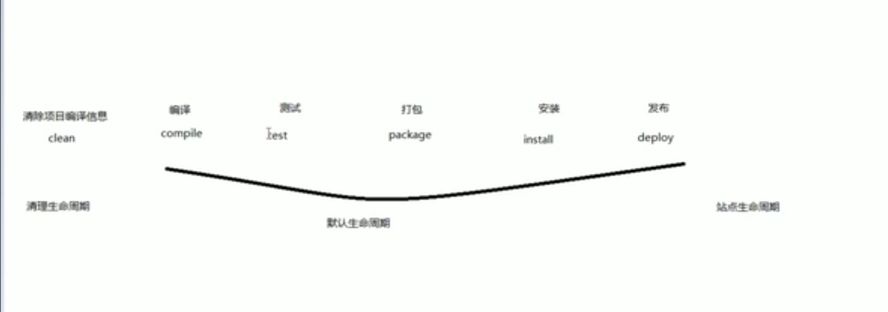 清除项目编译信息
编译
测试
打包
安装
发布
clean
compile
test
package
install
deploy
清理生命周期
默认生命周期
站点生命周期